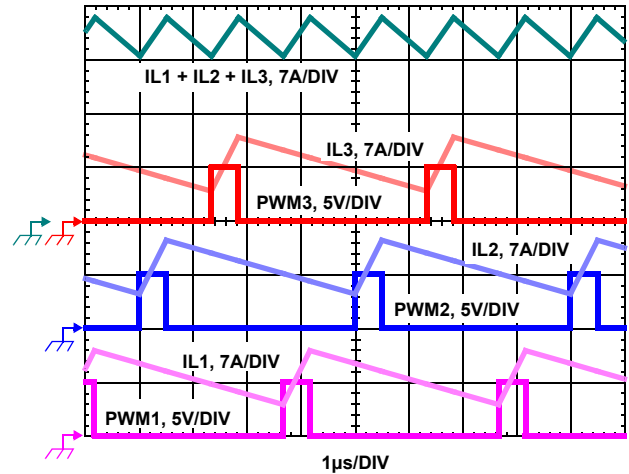 IL1 + IL2 + IL3, 7A/DIV
IL3, 7A/DIV
PWM3, 5V/DIV
IL2, 7A/DIV
PWM2, 5V/DIV
IL1, 7A/DIV
PWM1, 5V/DIV
1µs/DIV